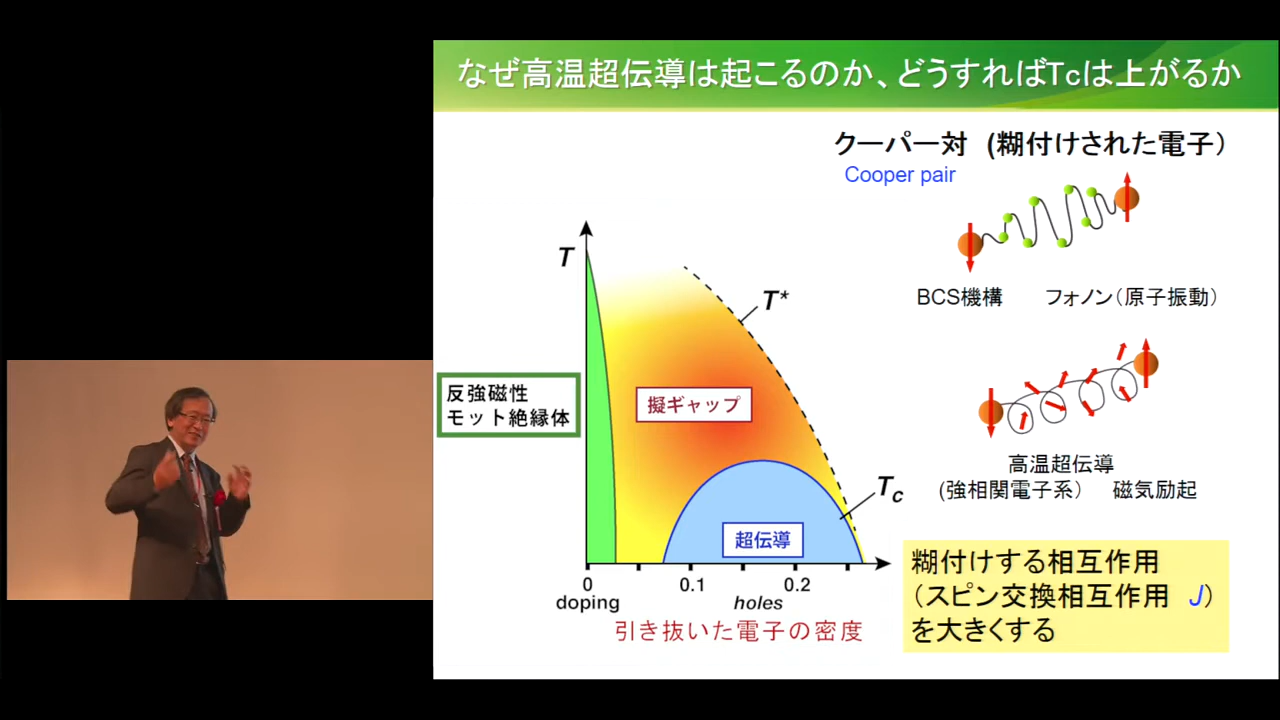 なぜ高温超伝導は起こるのか、どうすればTcは上がるか
クーパー対 (糊付けされた電子)
Cooper pair
BCS機構 フォノン(原子振動)
高温超伝導
(強相関電子系) 磁気励起
T
T*
反強磁性
モット絶縁体
擬ギャップ
Tc
超伝導
0 0.1 0.2
doping holes
引き抜いた電子の密度
糊付けする相互作用
(スピン交換相互作用 J)
を大きくする